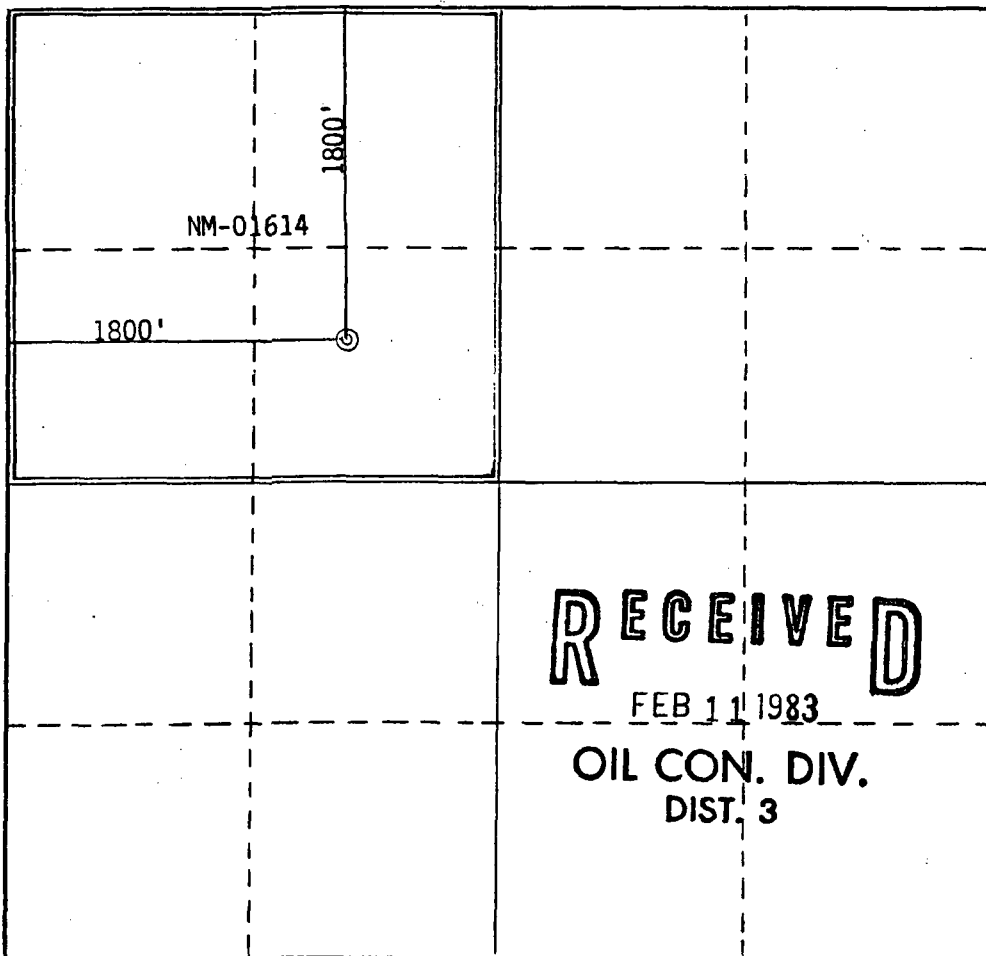 1800'
NM-01614
1800'
RECEIVED
FEB 11 1983
OIL CON. DIV.
DIST. 3